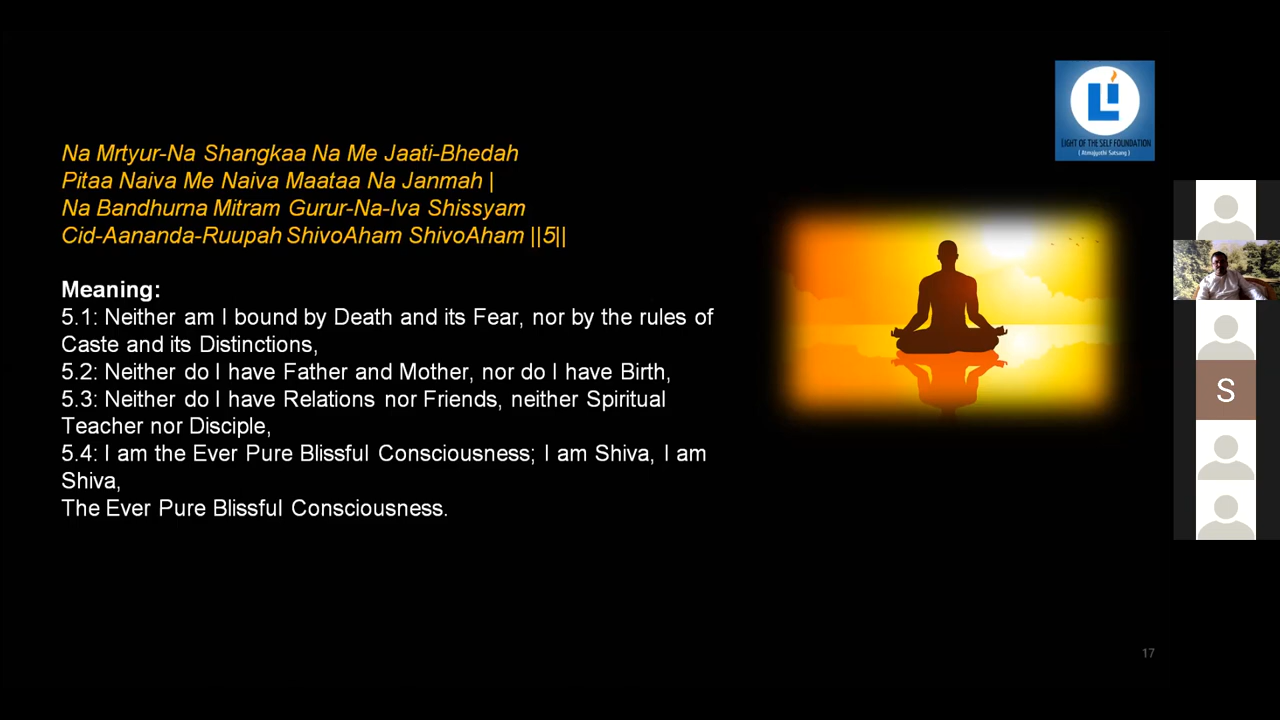 Na Mrtyur-Na Shangkaa Na Me Jaati-Bhedah
Pitaa Naiva Me Naiva Maataa Na Janmah |
Na Bandhurna Mitram Gurur-Na-Iva Shissyam
Cid-Aananda-Ruupah ShivoAham ShivoAham ||5||
Meaning:
5.1: Neither am I bound by Death and its Fear, nor by the rules of
Caste and its Distinctions,
5.2: Neither do I have Father and Mother, nor do I have Birth,
5.3: Neither do I have Relations nor Friends, neither Spiritual
Teacher nor Disciple,
5.4: I am the Ever Pure Blissful Consciousness; I am Shiva, I am
Shiva,
The Ever Pure Blissful Consciousness.
LIGHT OF THE SELF FOUNDATION
( Atmajyothi Satsang )
S
17